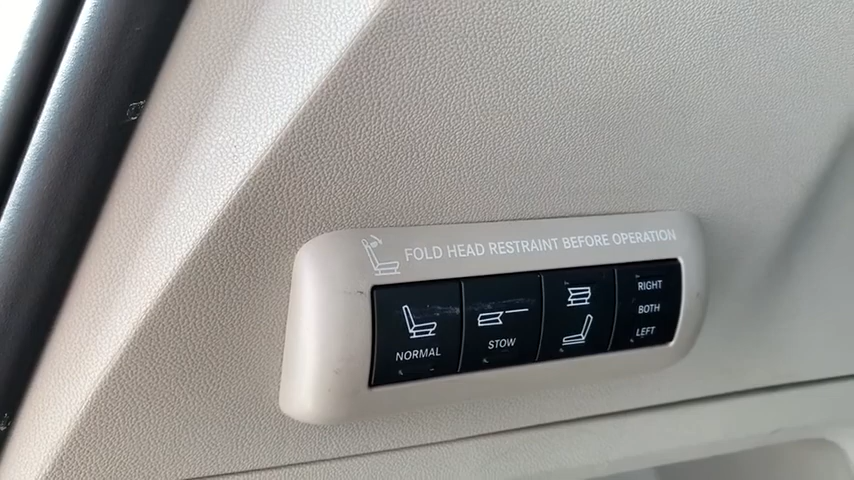 FOLD HEAD RESTRAINT BEFORE OPERATION
NORMAL
STOW
RIGHT
BOTH
LEFT